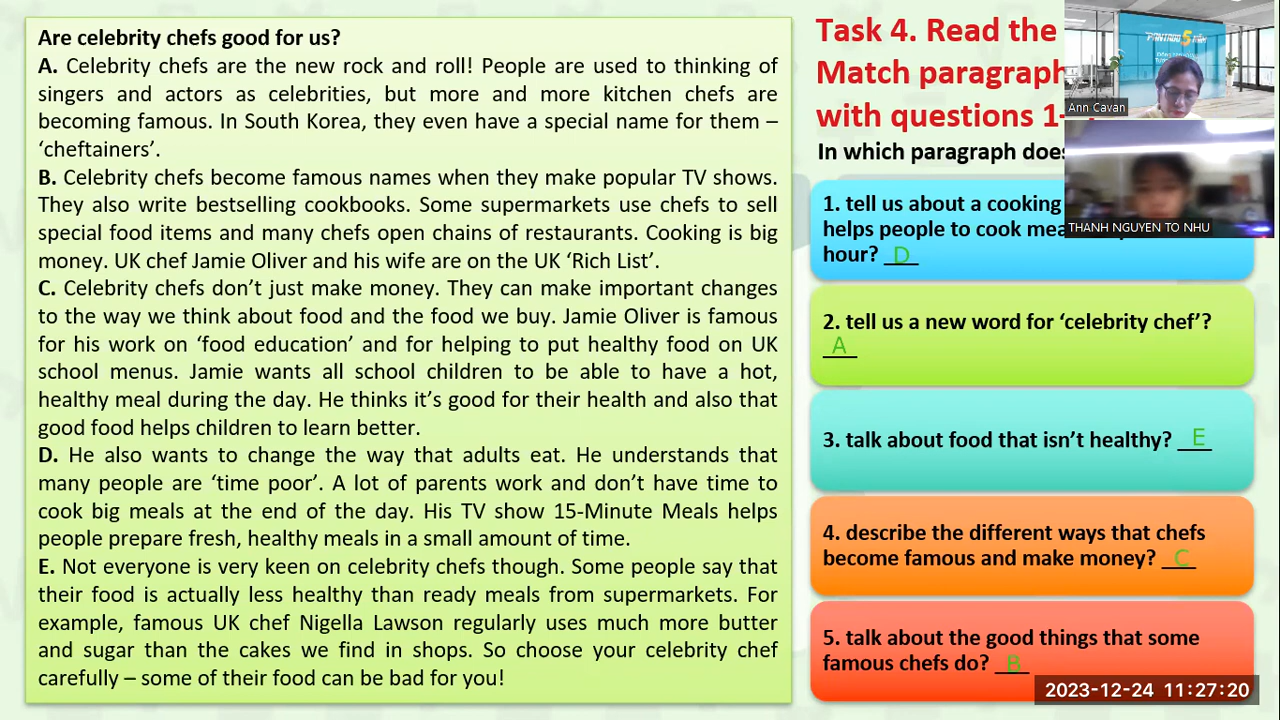 Are celebrity chefs good for us?
A. Celebrity chefs are the new rock and roll! People are used to thinking of
singers and actors as celebrities, but more and more kitchen chefs are
becoming famous. In South Korea, they even have a special name for them –
‘cheftainers’.
B. Celebrity chefs become famous names when they make popular TV shows.
They also write bestselling cookbooks. Some supermarkets use chefs to sell
special food items and many chefs open chains of restaurants. Cooking is big
money. UK chef Jamie Oliver and his wife are on the UK ‘Rich List’.
C. Celebrity chefs don’t just make money. They can make important changes
to the way we think about food and the food we buy. Jamie Oliver is famous
for his work on ‘food education’ and for helping to put healthy food on UK
school menus. Jamie wants all school children to be able to have a hot,
healthy meal during the day. He thinks it’s good for their health and also that
good food helps children to learn better.
D. He also wants to change the way that adults eat. He understands that
many people are ‘time poor’. A lot of parents work and don’t have time to
cook big meals at the end of the day. His TV show 15-Minute Meals helps
people prepare fresh, healthy meals in a small amount of time.
E. Not everyone is very keen on celebrity chefs though. Some people say that
their food is actually less healthy than ready meals from supermarkets. For
example, famous UK chef Nigella Lawson regularly uses much more butter
and sugar than the cakes we find in shops. So choose your celebrity chef
carefully – some of their food can be bad for you!
Task 4. Read the
Match paragraph
with questions 1-
In which paragraph does
1. tell us about a cooking
helps people to cook
hour? D
2. tell us a new word for ‘celebrity chef’?
A
3. talk about food that isn’t healthy? E
4. describe the different ways that chefs
become famous and make money? C
5. talk about the good things that some
famous chefs do? B
Ann Cavan
THANH NGUYEN TO NHU
2023-12-24 11:27:20